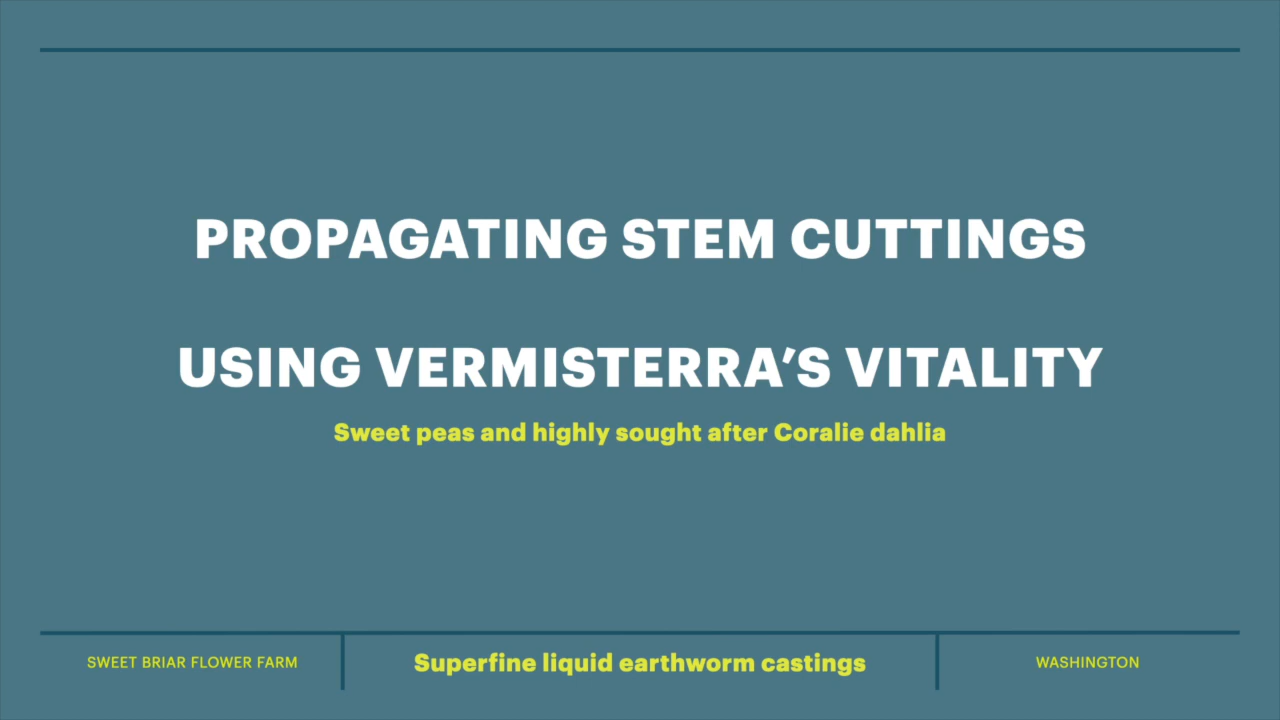 PROPAGATING STEM CUTTINGS
USING VERMISTERRA’S VITALITY
Sweet peas and highly sought after Coralie dahlia
SWEET BRIAR FLOWER FARM
Superfine liquid earthworm castings
WASHINGTON